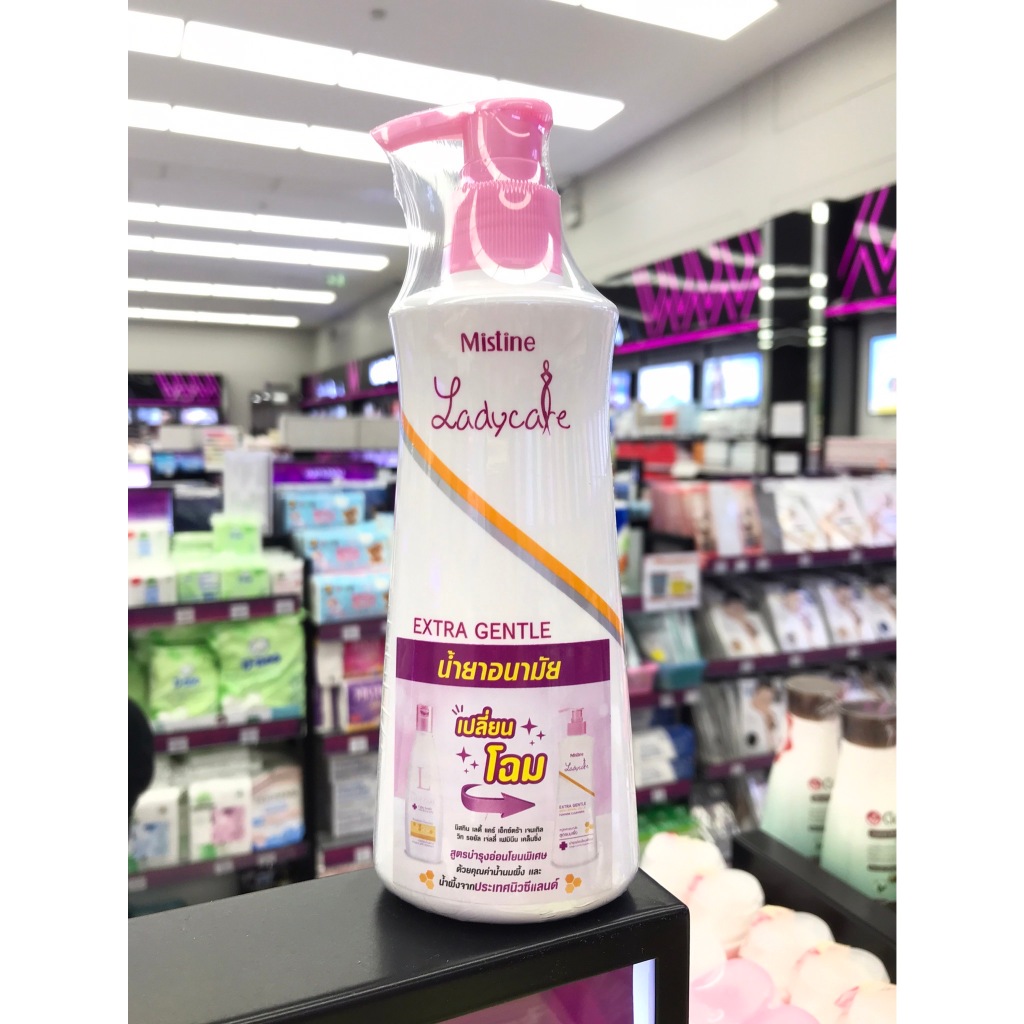 Mistine
Ladycare
EXTRA GENTLE
น้ำยาอนามัย
เปลี่ยน
โฉม
L
Mistine
Ladycare
EXTRA GENTLE
มิสทิน เลดี้ แคร์ เอ็กซ์ตร้า เจนเทิล
วิท รอยัล เจลลี่ เฟมินิน เคล็นซิ่ง
สูตรบำรุงอ่อนโยนพิเศษ
ด้วยคุณค่าน้ำนมผึ้ง และ
น้ำผึ้งจากประเทศนิวซีแลนด์